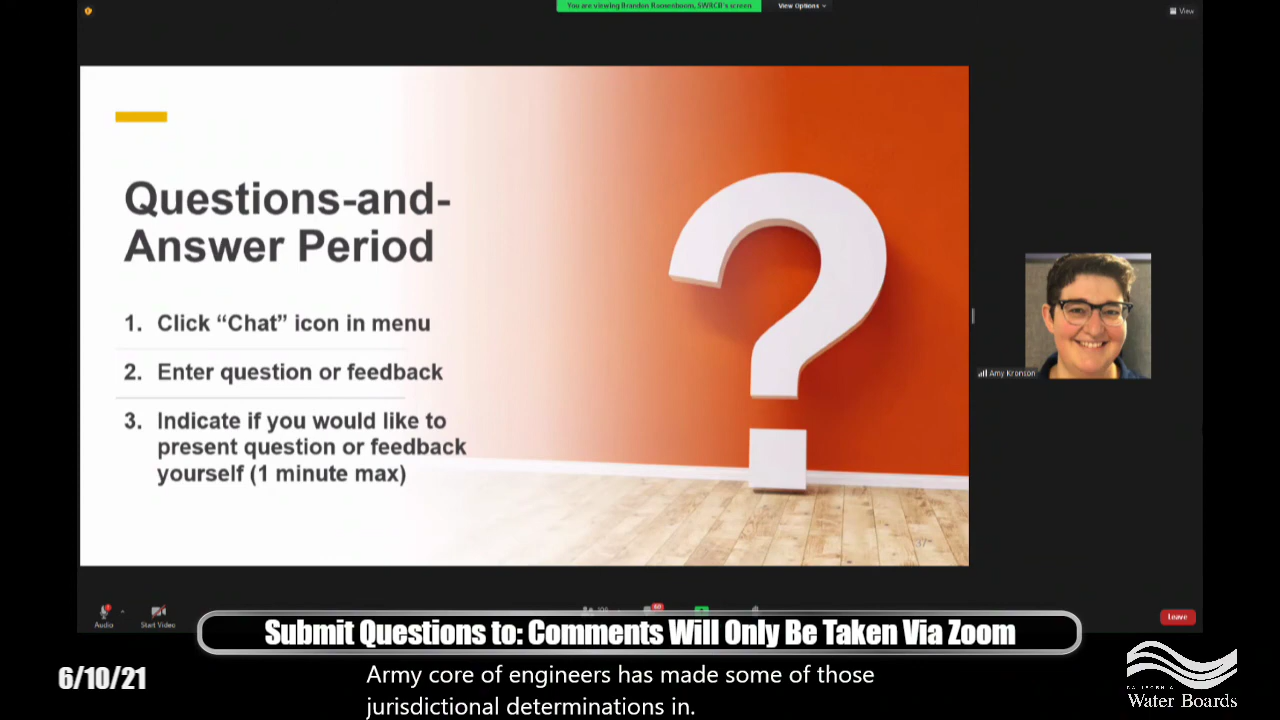 You are viewing Brandon Roosenboom, SWRCB's screen
View Options
View
Questions-and-
Answer Period
1. Click “Chat” icon in menu
2. Enter question or feedback
3. Indicate if you would like to
present question or feedback
yourself (1 minute max)
37
Amy Kronson
Audio
Start Video
Leave
Submit Questions to: Comments Will Only Be Taken Via Zoom
6/10/21
Army core of engineers has made some of those
jurisdictional determinations in.
CALIFORNIA
Water Boards